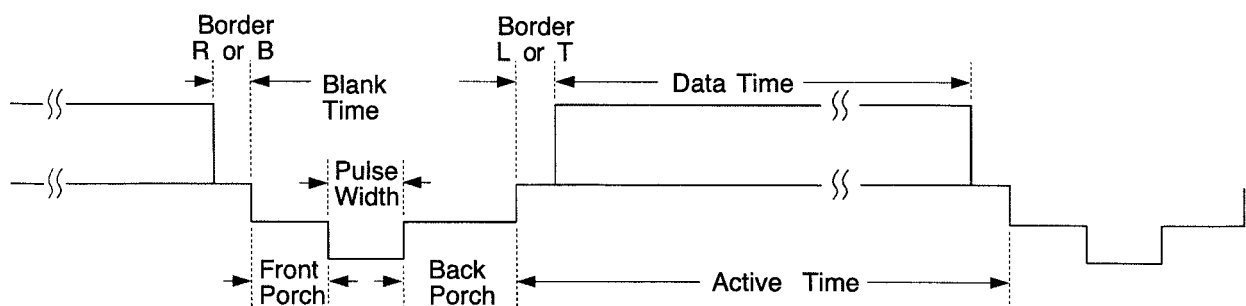 Border
R or B
Border
L or T
Blank
Time
Data Time
Pulse
Width
Front
Porch
Back
Porch
Active Time